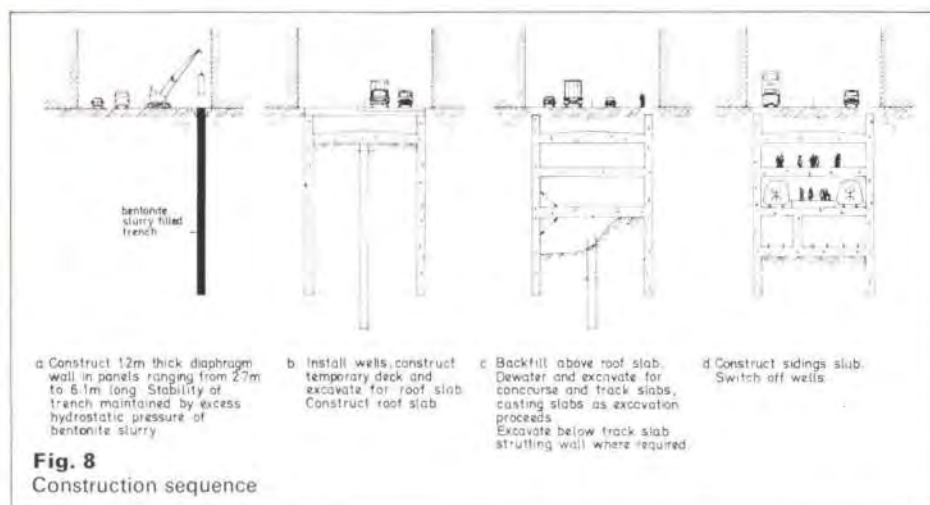 bentonite
slurry filled
trench
a Construct 1·2m thick diaphragm
wall in panels ranging from 2·7m
to 6.1m long. Stability of
trench maintained by excess
hydrostatic pressure of
bentonite slurry
b Install wells, construct
temporary deck and
excavate for roof slab.
Construct roof slab
c Backfill above roof slab.
Dewater and excavate for
concourse and track slabs,
casting slabs as excavation
proceeds
Excavate below track slab
strutting wall where required
d Construct sidings slab.
Switch off wells
Fig. 8
Construction sequence